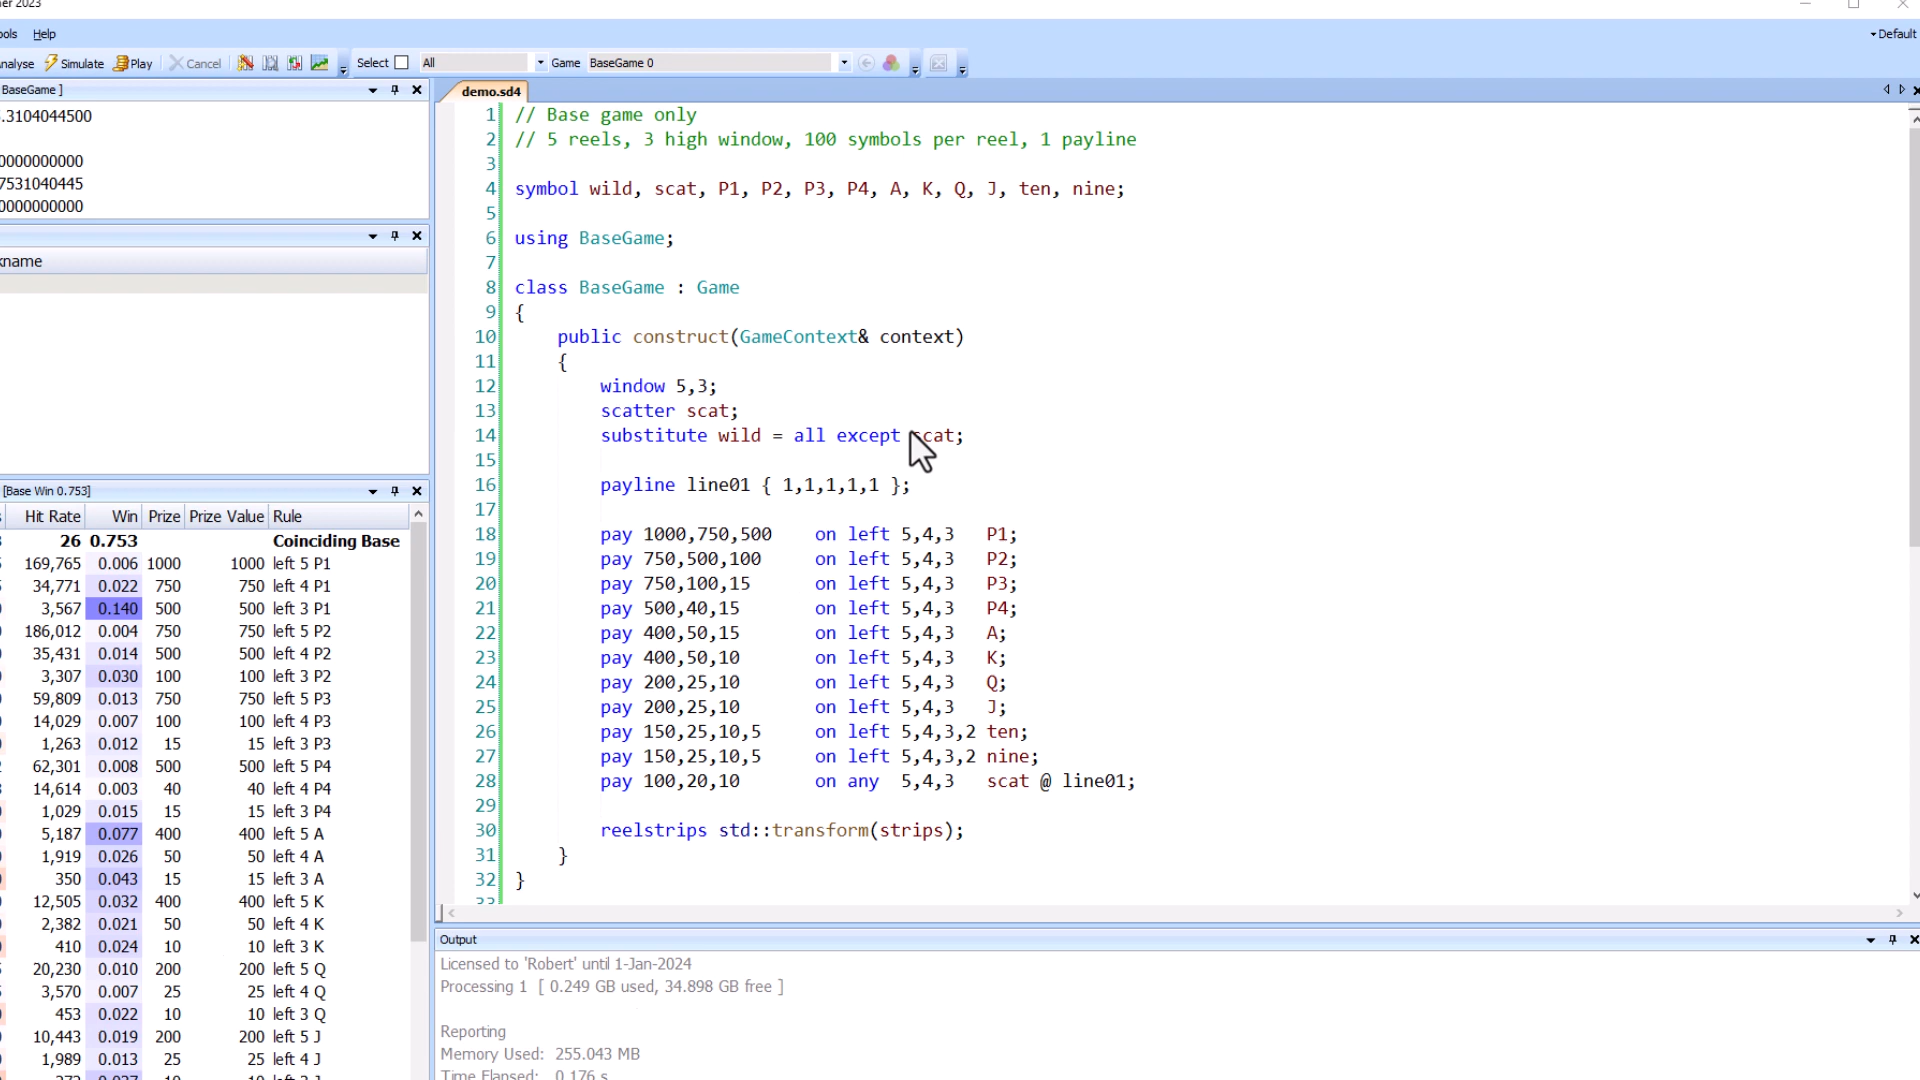 er 2023
ools Help Default
nalyse Simulate Play Cancel Select All Game BaseGame 0
BaseGame ]
.3104044500
0000000000
7531040445
0000000000
kname
[Base Win 0.753]
Hit Rate Win Prize Prize Value Rule
26 0.753 Coinciding Base
169,765 0.006 1000 1000 left 5 P1
34,771 0.022 750 750 left 4 P1
3,567 0.140 500 500 left 3 P1
186,012 0.004 750 750 left 5 P2
35,431 0.014 500 500 left 4 P2
3,307 0.030 100 100 left 3 P2
59,809 0.013 750 750 left 5 P3
14,029 0.007 100 100 left 4 P3
1,263 0.012 15 15 left 3 P3
62,301 0.008 500 500 left 5 P4
14,614 0.003 40 40 left 4 P4
1,029 0.015 15 15 left 3 P4
5,187 0.077 400 400 left 5 A
1,919 0.026 50 50 left 4 A
350 0.043 15 15 left 3 A
12,505 0.032 400 400 left 5 K
2,382 0.021 50 50 left 4 K
410 0.024 10 10 left 3 K
20,230 0.010 200 200 left 5 Q
3,570 0.007 25 25 left 4 Q
453 0.022 10 10 left 3 Q
10,443 0.019 200 200 left 5 J
1,989 0.013 25 25 left 4 J
demo.sd4
1 // Base game only
2 // 5 reels, 3 high window, 100 symbols per reel, 1 payline
3
4 symbol wild, scat, P1, P2, P3, P4, A, K, Q, J, ten, nine;
5
6 using BaseGame;
7
8 class BaseGame : Game
9 {
10 public construct(GameContext& context)
11 {
12 window 5,3;
13 scatter scat;
14 substitute wild = all except scat;
15
16 payline line01 { 1,1,1,1,1 };
17
18 pay 1000,750,500 on left 5,4,3 P1;
19 pay 750,500,100 on left 5,4,3 P2;
20 pay 750,100,15 on left 5,4,3 P3;
21 pay 500,40,15 on left 5,4,3 P4;
22 pay 400,50,15 on left 5,4,3 A;
23 pay 400,50,10 on left 5,4,3 K;
24 pay 200,25,10 on left 5,4,3 Q;
25 pay 200,25,10 on left 5,4,3 J;
26 pay 150,25,10,5 on left 5,4,3,2 ten;
27 pay 150,25,10,5 on left 5,4,3,2 nine;
28 pay 100,20,10 on any 5,4,3 scat @ line01;
29
30 reelstrips std::transform(strips);
31 }
32 }
33
Output
Licensed to 'Robert' until 1-Jan-2024
Processing 1 [ 0.249 GB used, 34.898 GB free ]
Reporting
Memory Used: 255.043 MB
Time Elapsed: 0.176 s